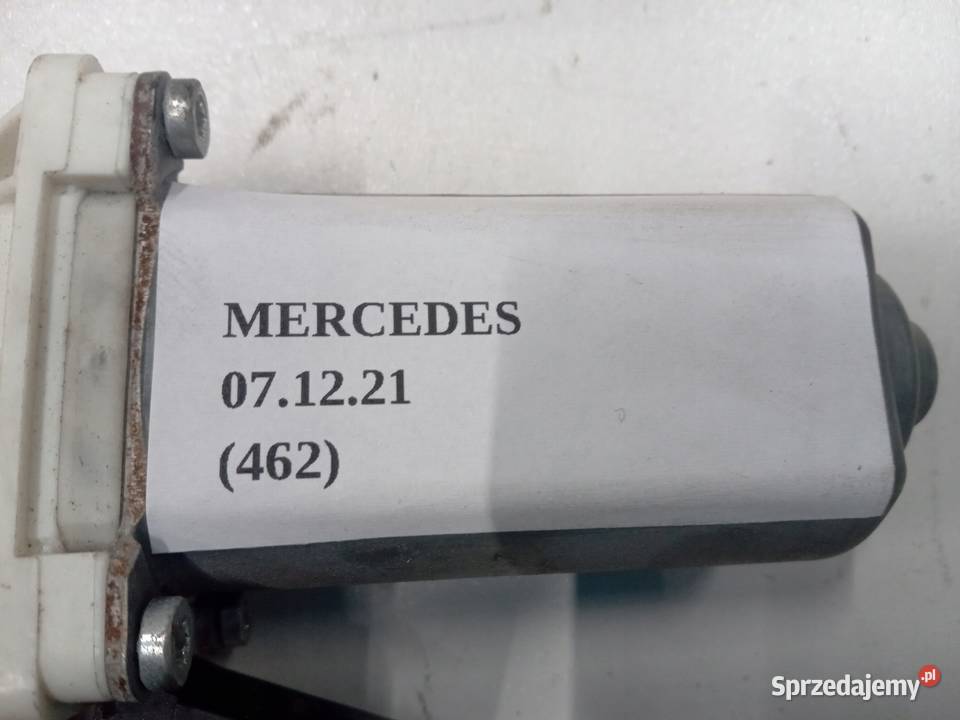 MERCEDES
07.12.21
(462)
Sprzedajemy.pl